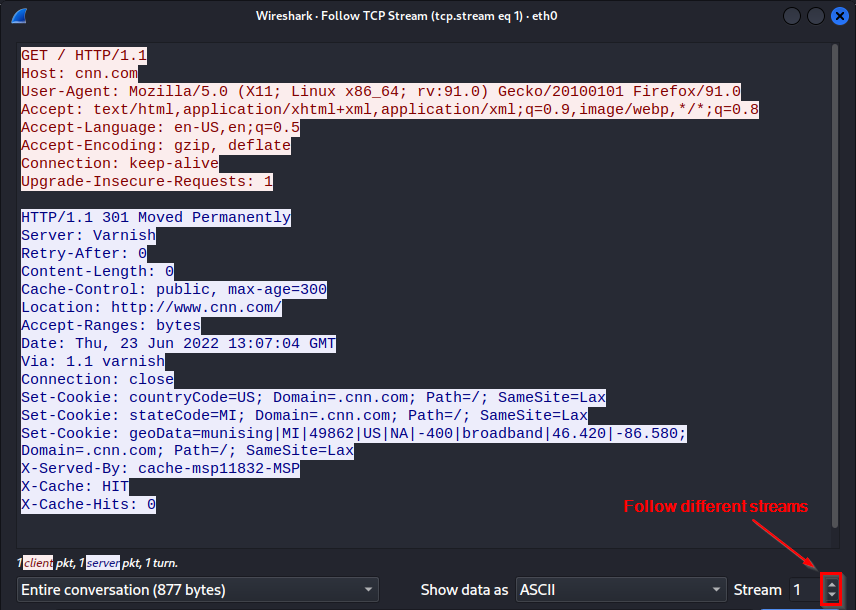 Wireshark · Follow TCP Stream (tcp.stream eq 1) · eth0
GET / HTTP/1.1
Host: cnn.com
User-Agent: Mozilla/5.0 (X11; Linux x86_64; rv:91.0) Gecko/20100101 Firefox/91.0
Accept: text/html,application/xhtml+xml,application/xml;q=0.9,image/webp,*/*;q=0.8
Accept-Language: en-US,en;q=0.5
Accept-Encoding: gzip, deflate
Connection: keep-alive
Upgrade-Insecure-Requests: 1
HTTP/1.1 301 Moved Permanently
Server: Varnish
Retry-After: 0
Content-Length: 0
Cache-Control: public, max-age=300
Location: http://www.cnn.com/
Accept-Ranges: bytes
Date: Thu, 23 Jun 2022 13:07:04 GMT
Via: 1.1 varnish
Connection: close
Set-Cookie: countryCode=US; Domain=.cnn.com; Path=/; SameSite=Lax
Set-Cookie: stateCode=MI; Domain=.cnn.com; Path=/; SameSite=Lax
Set-Cookie: geoData=munising|MI|49862|US|NA|-400|broadband|46.420|-86.580;
Domain=.cnn.com; Path=/; SameSite=Lax
X-Served-By: cache-msp11832-MSP
X-Cache: HIT
X-Cache-Hits: 0
Follow different streams
1 client pkt, 1 server pkt, 1 turn.
Entire conversation (877 bytes) Show data as ASCII Stream 1